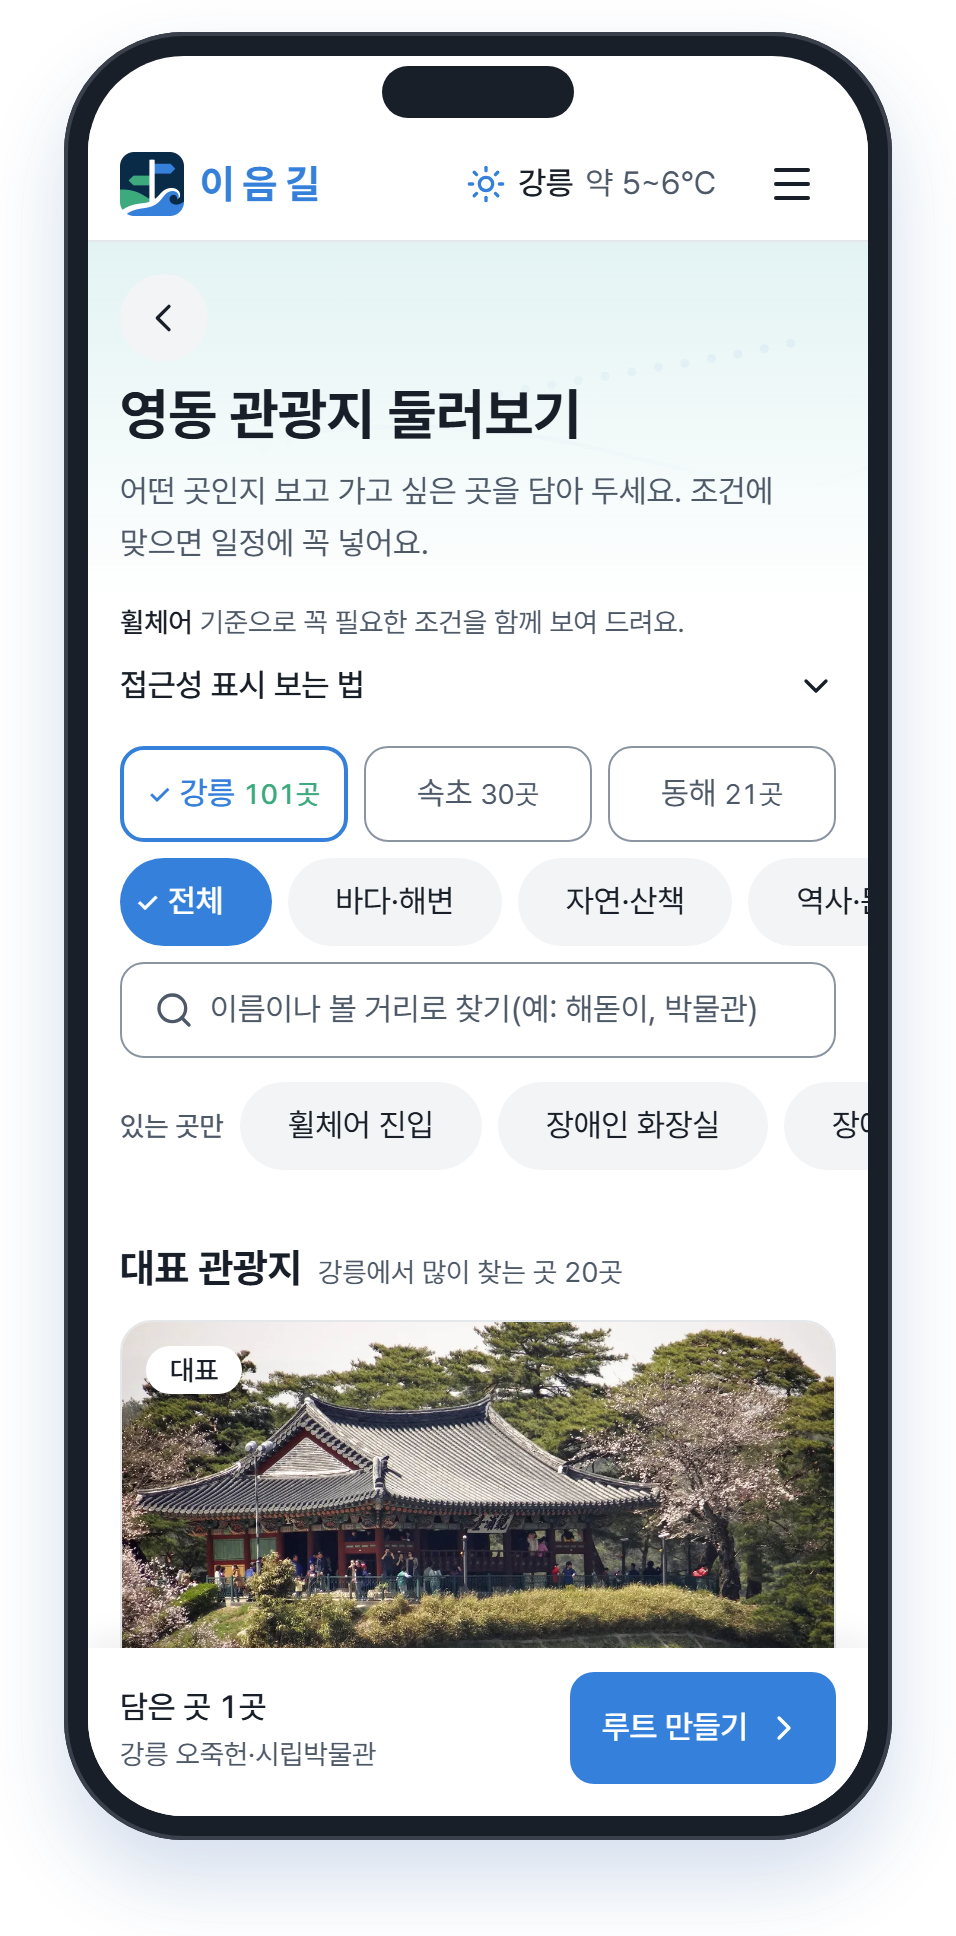 이음길
강릉 약 5~6°C
영동 관광지 둘러보기
어떤 곳인지 보고 가고 싶은 곳을 담아 두세요. 조건에
맞으면 일정에 꼭 넣어요.
휠체어 기준으로 꼭 필요한 조건을 함께 보여 드려요.
접근성 표시 보는 법
강릉 101곳 속초 30곳 동해 21곳
전체 바다·해변 자연·산책 역사·
이름이나 볼 거리로 찾기(예: 해돋이, 박물관)
있는 곳만 휠체어 진입 장애인 화장실
대표 관광지 강릉에서 많이 찾는 곳 20곳
대표
담은 곳 1곳
강릉 오죽헌·시립박물관
루트 만들기